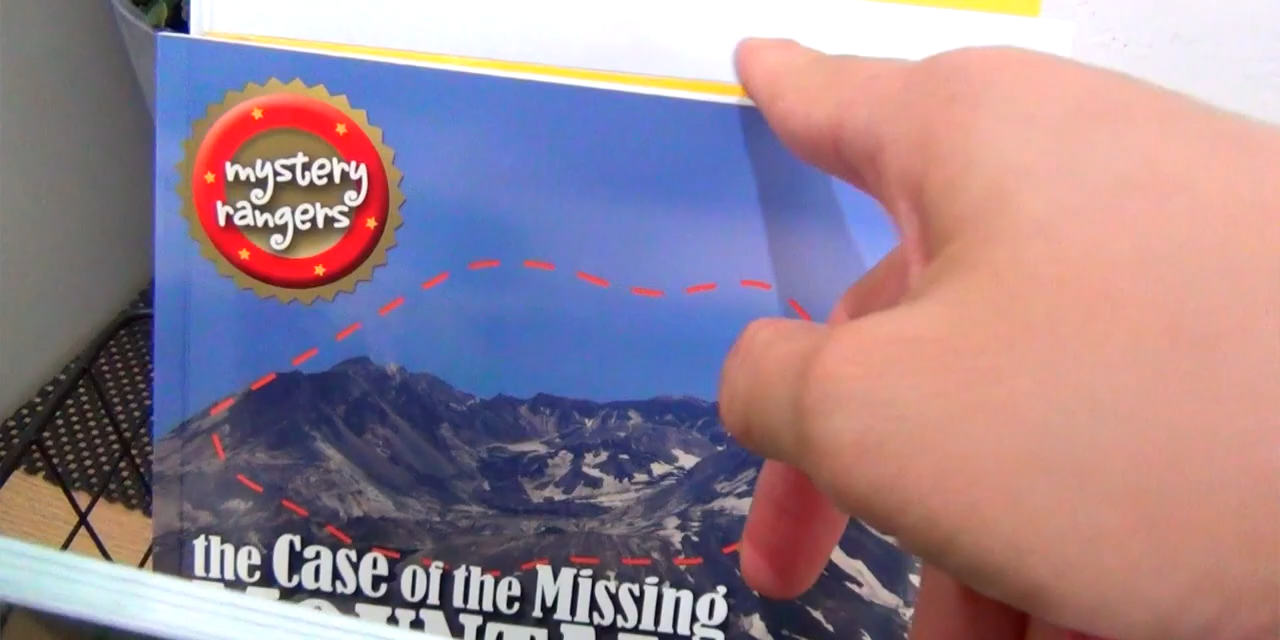 mystery
rangers
the Case of the Missing